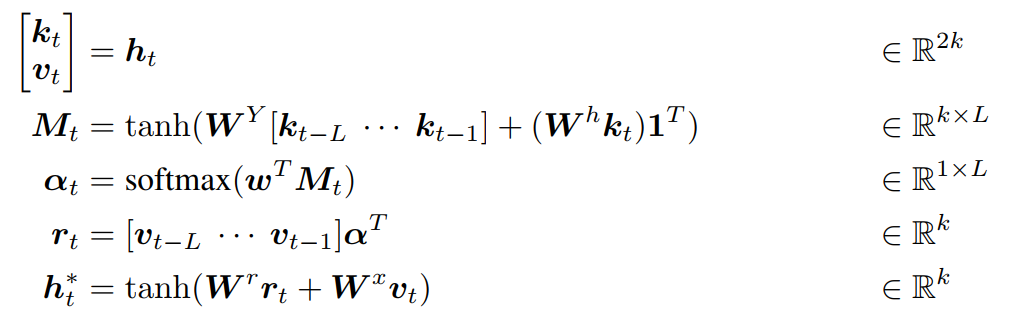 [k_t; v_t] = h_t ∈ ℝ^{2k}
M_t = tanh(W^Y[k_{t−L} ⋯ k_{t−1}] + (W^h k_t)1^T) ∈ ℝ^{k×L}
α_t = softmax(w^T M_t) ∈ ℝ^{1×L}
r_t = [v_{t−L} ⋯ v_{t−1}]α^T ∈ ℝ^k
h_t^* = tanh(W^r r_t + W^x v_t) ∈ ℝ^k